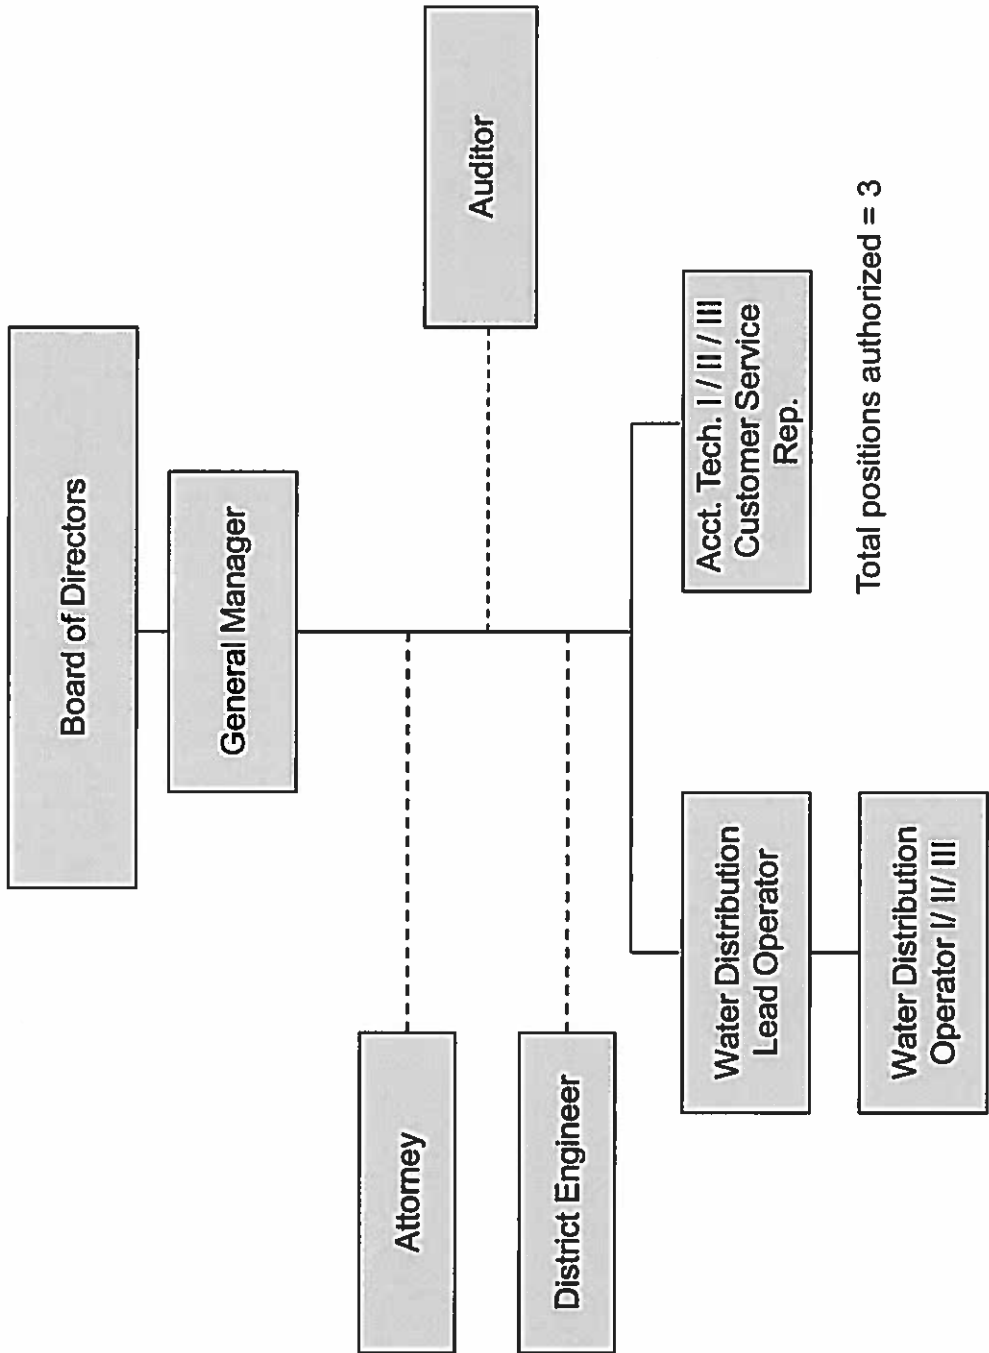 Board of Directors
General Manager
Attorney
Auditor
District Engineer
Water Distribution
Lead Operator
Acct. Tech. I / II / III
Customer Service
Rep.
Water Distribution
Operator I/ II/ III
Total positions authorized = 3